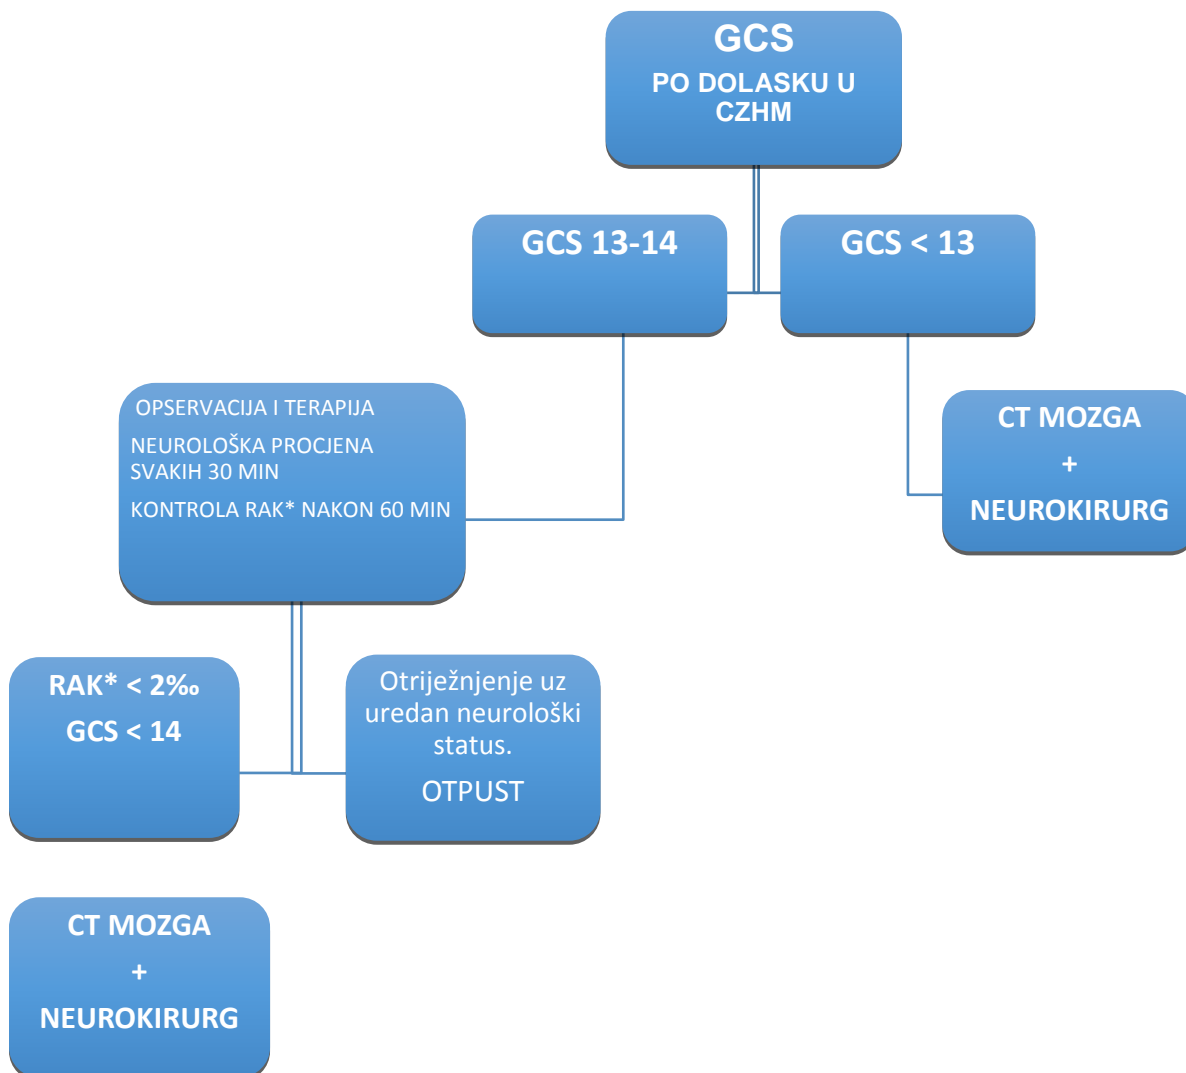 GCS
PO DOLASKU U
CZHM
GCS 13-14
GCS < 13
OPSERVACIJA I TERAPIJA
NEUROLOŠKA PROCJENA
SVAKIH 30 MIN
KONTROLA RAK* NAKON 60 MIN
CT MOZGA
+
NEUROKIRURG
RAK* < 2‰
GCS < 14
Otriježnjenje uz
uredan neurološki
status.
OTPUST
CT MOZGA
+
NEUROKIRURG